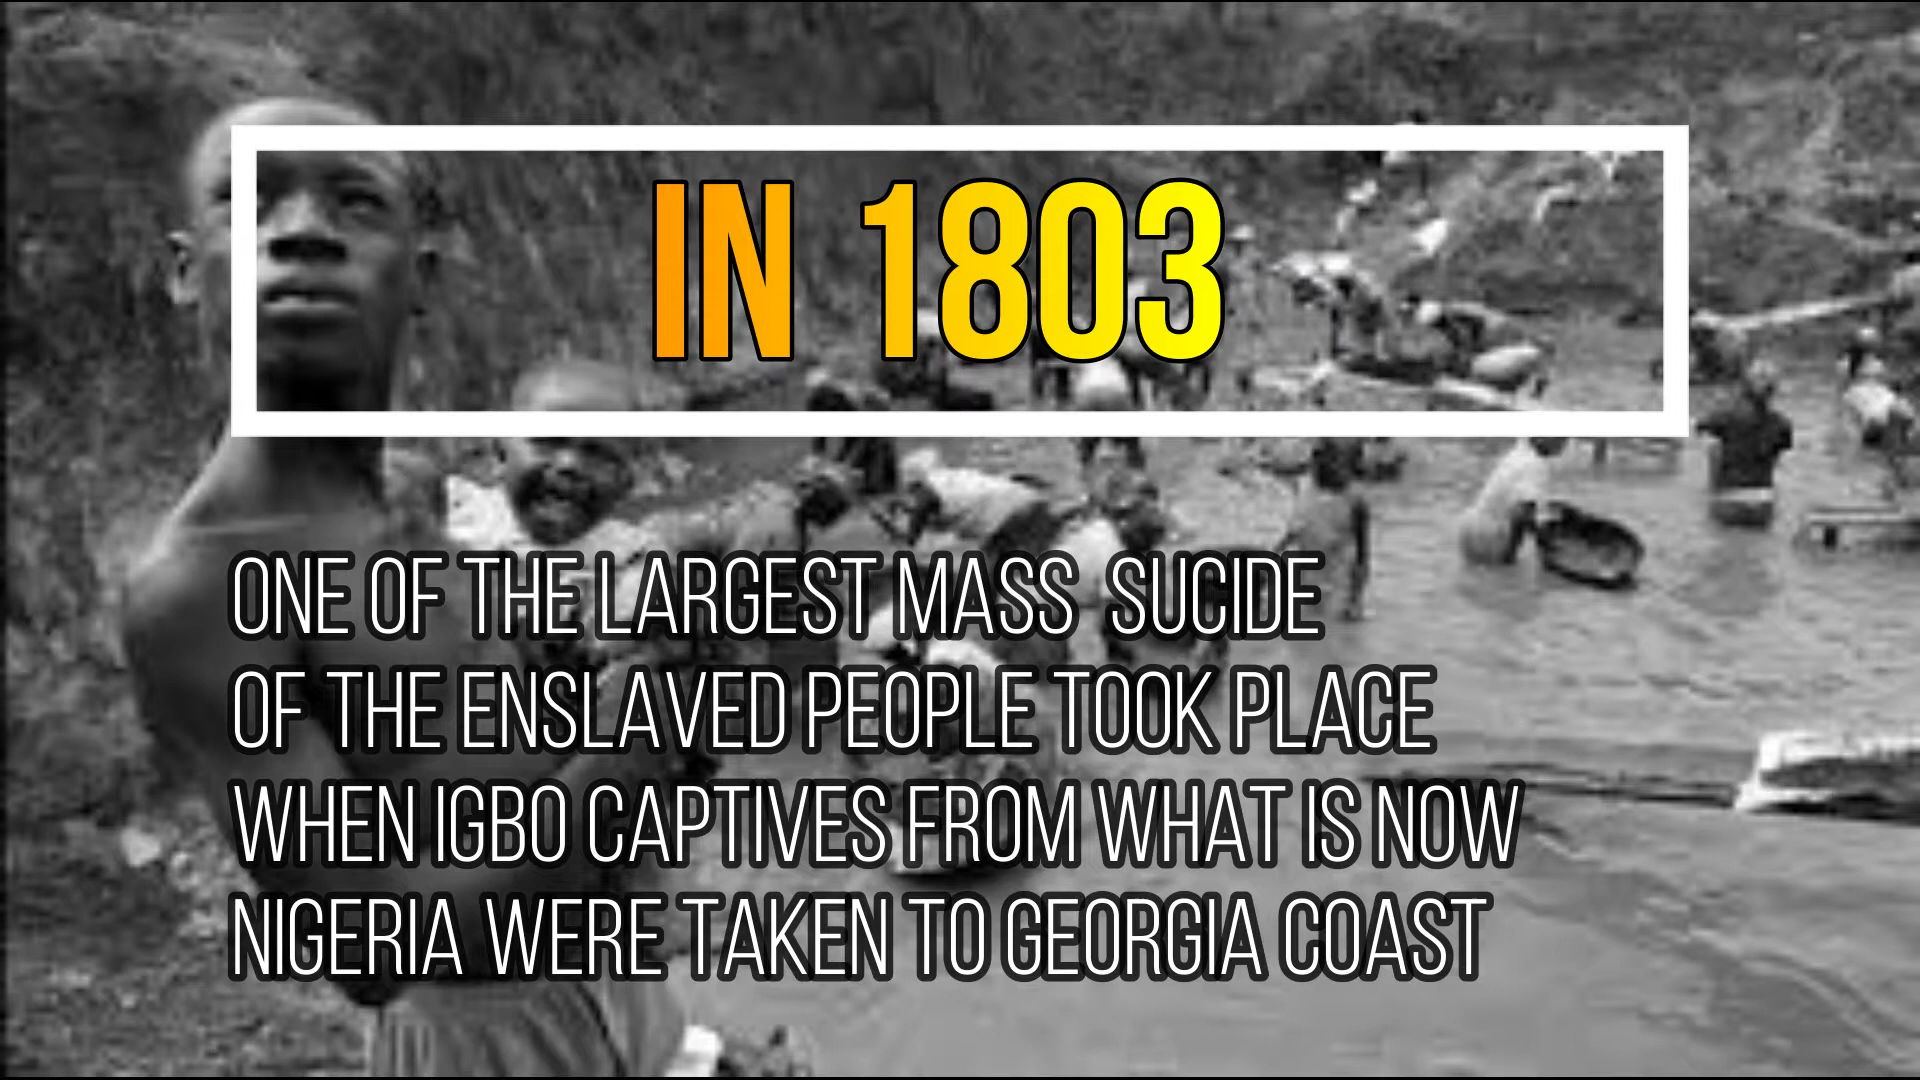 IN 1803
ONE OF THE LARGEST MASS SUCIDE
OF THE ENSLAVED PEOPLE TOOK PLACE
WHEN IGBO CAPTIVES FROM WHAT IS NOW
NIGERIA WERE TAKEN TO GEORGIA COAST